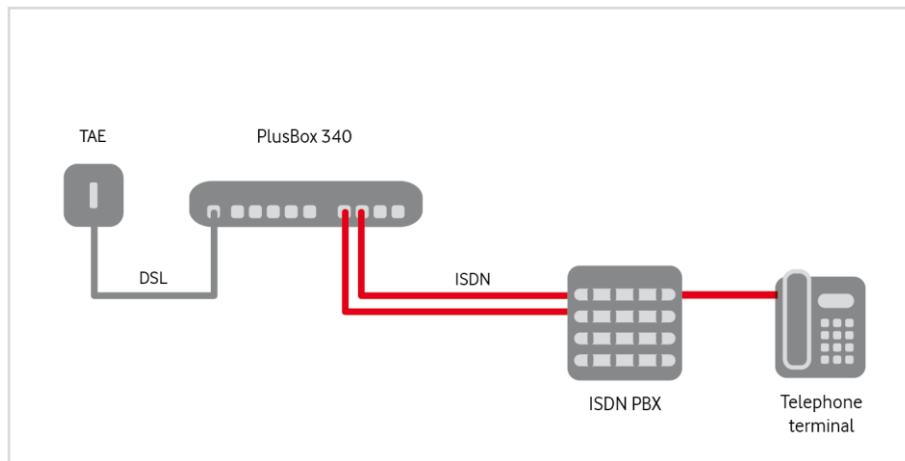 TAE
PlusBox 340
DSL
ISDN
ISDN PBX
Telephone
terminal